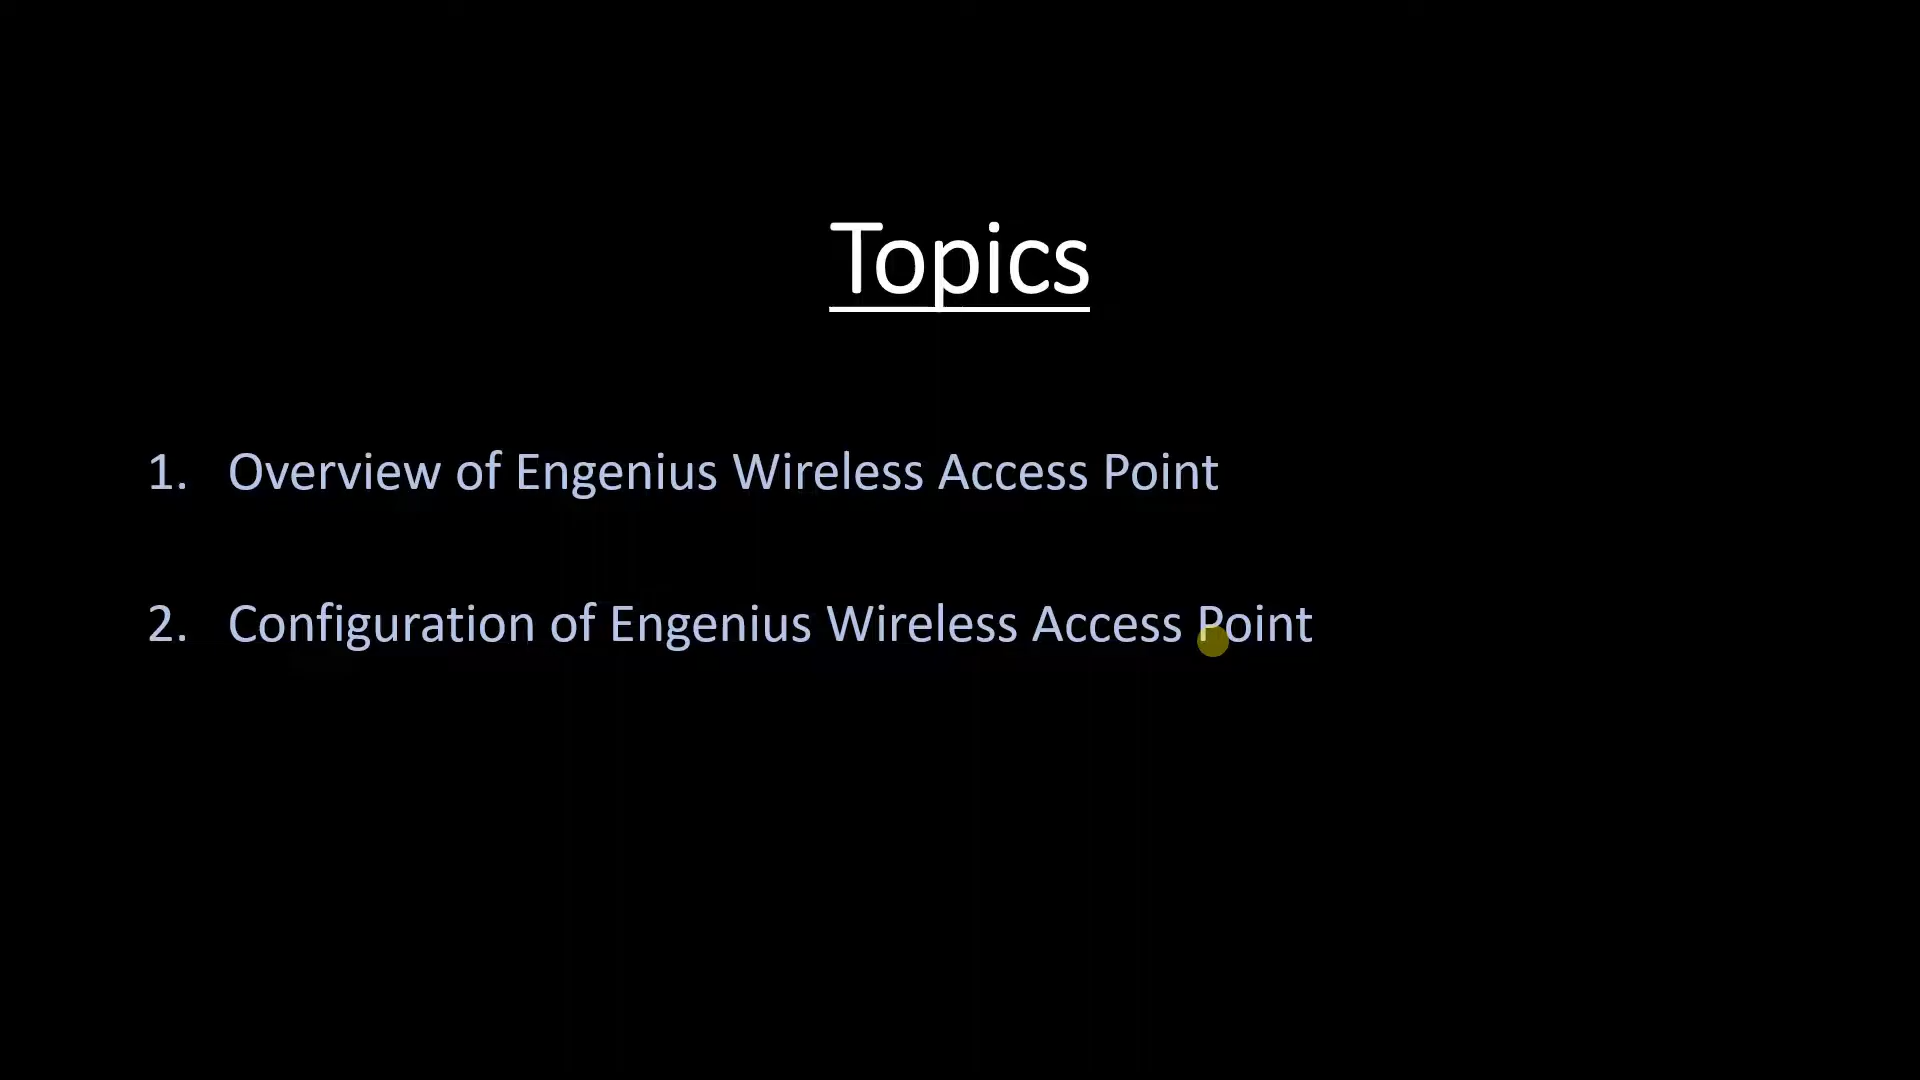 Topics
1. Overview of Engenius Wireless Access Point
2. Configuration of Engenius Wireless Access Point